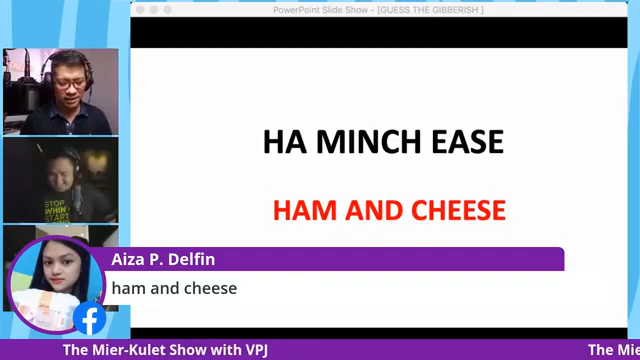 PowerPoint Slide Show - [GUESS THE GIBBERISH ]
HA MINCH EASE
HAM AND CHEESE
STOP
WHIN
START
Aiza P. Delfin
ham and cheese
The Mier-Kulet Show with VPJ
The Mie